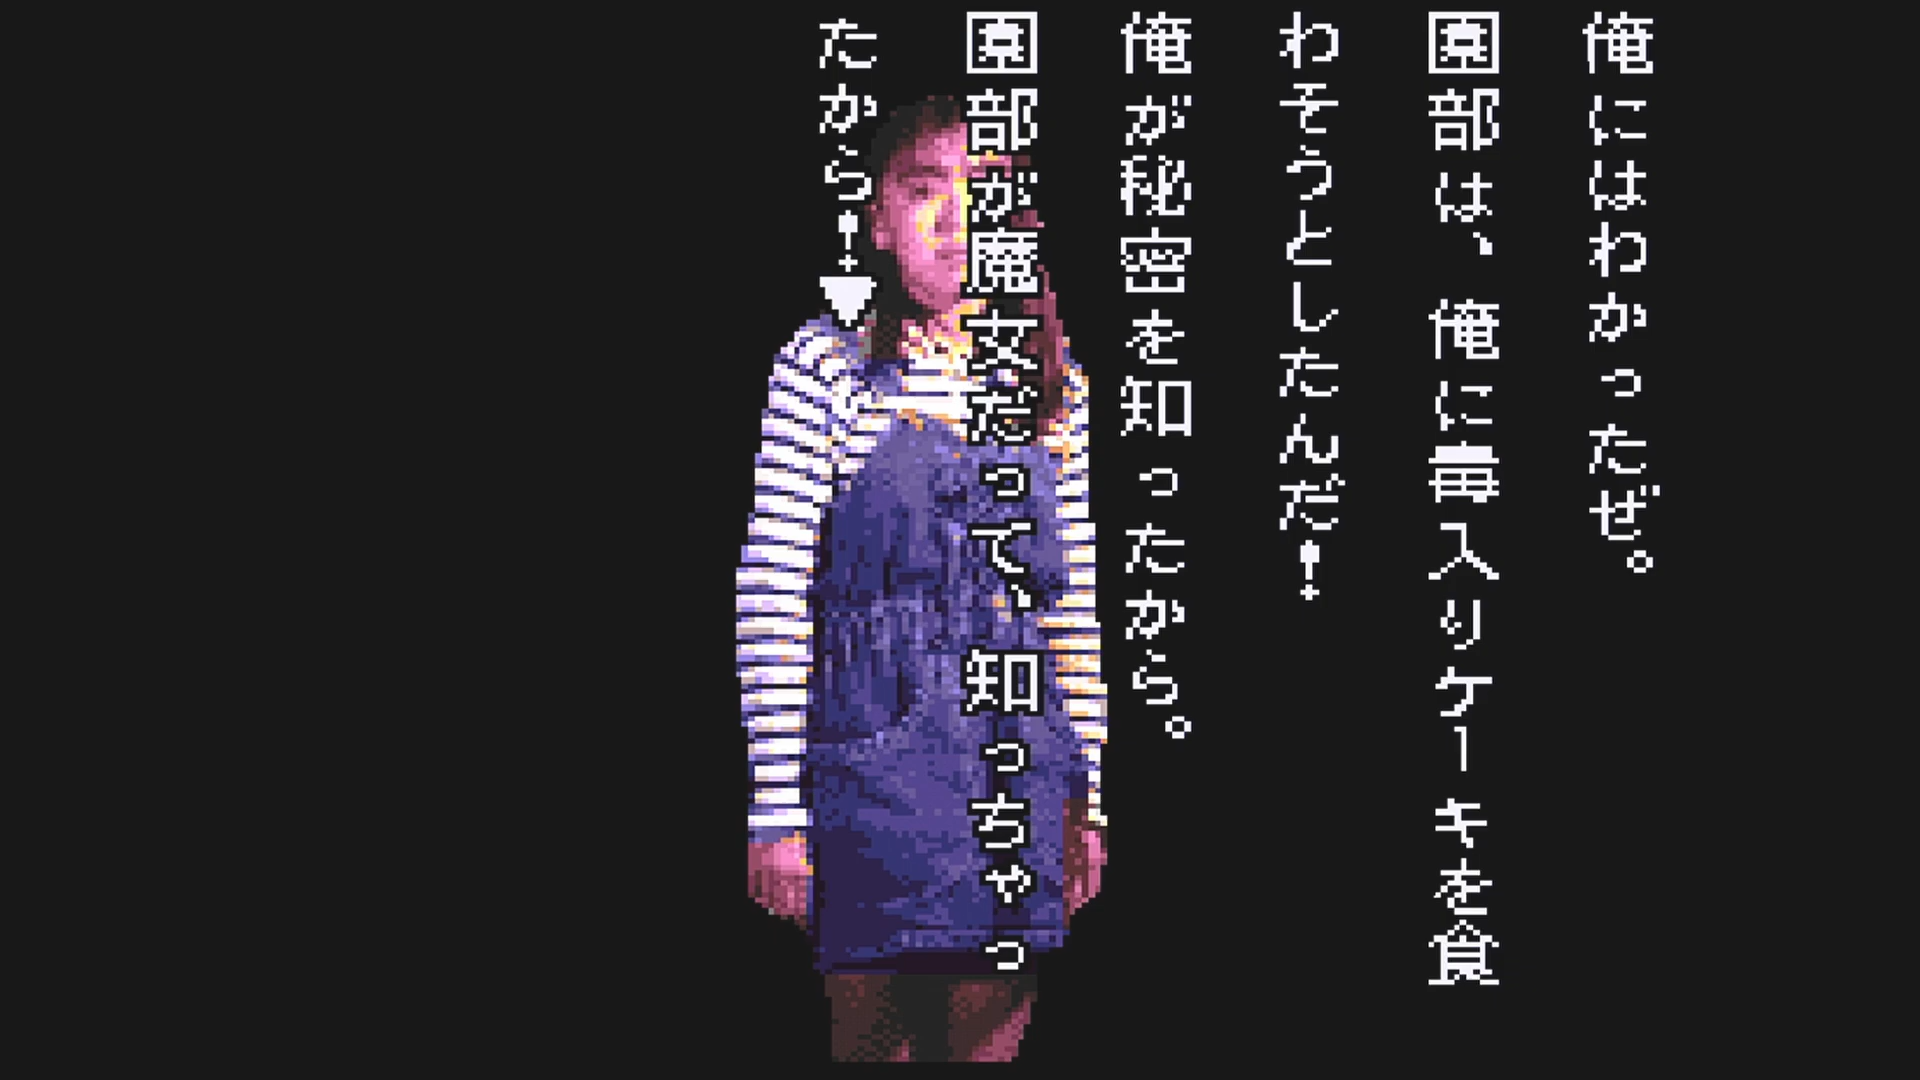 俺にはわかったぜ。
園部は、俺に毒入りケーキを食
わそうとしたんだ！
俺が秘密を知ったから。
園部が魔女だって、知っちゃっ
たから！▼